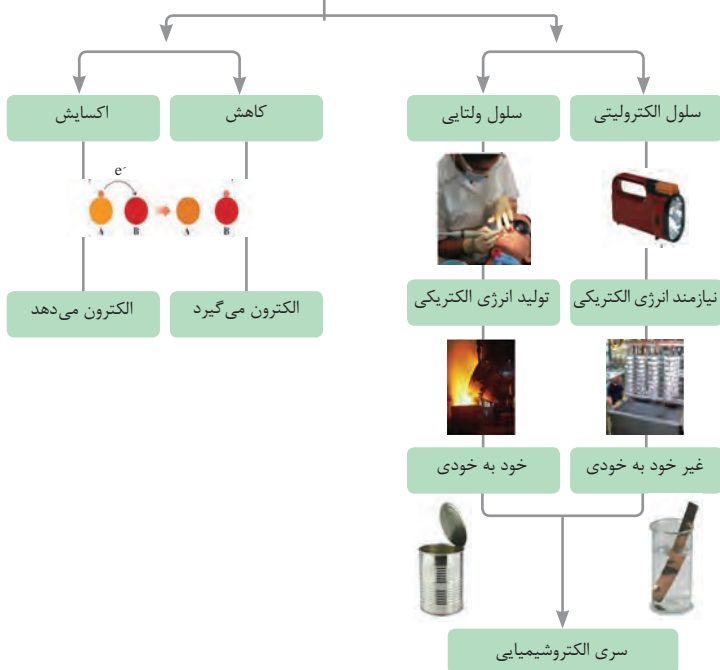 سلول الکترولیتی
سلول ولتایی
کاهش
اکسایش
e-
A
B
A
B
نیازمند انرژی الکتریکی
تولید انرژی الکتریکی
الکترون می‌گیرد
الکترون می‌دهد
غیر خود به خودی
خود به خودی
سری الکتروشیمیایی